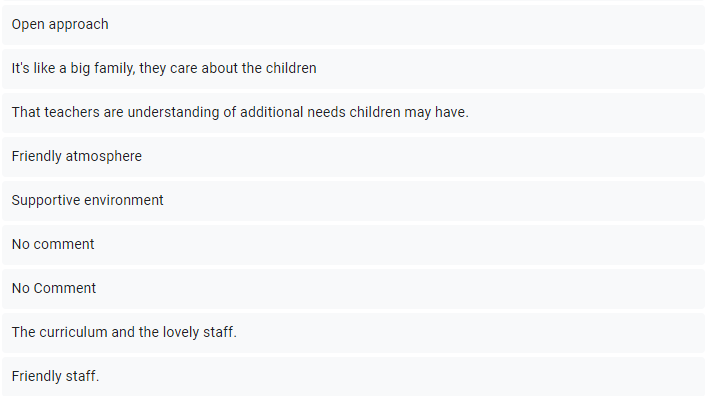 Open approach
It's like a big family, they care about the children
That teachers are understanding of additional needs children may have.
Friendly atmosphere
Supportive environment
No comment
No Comment
The curriculum and the lovely staff.
Friendly staff.